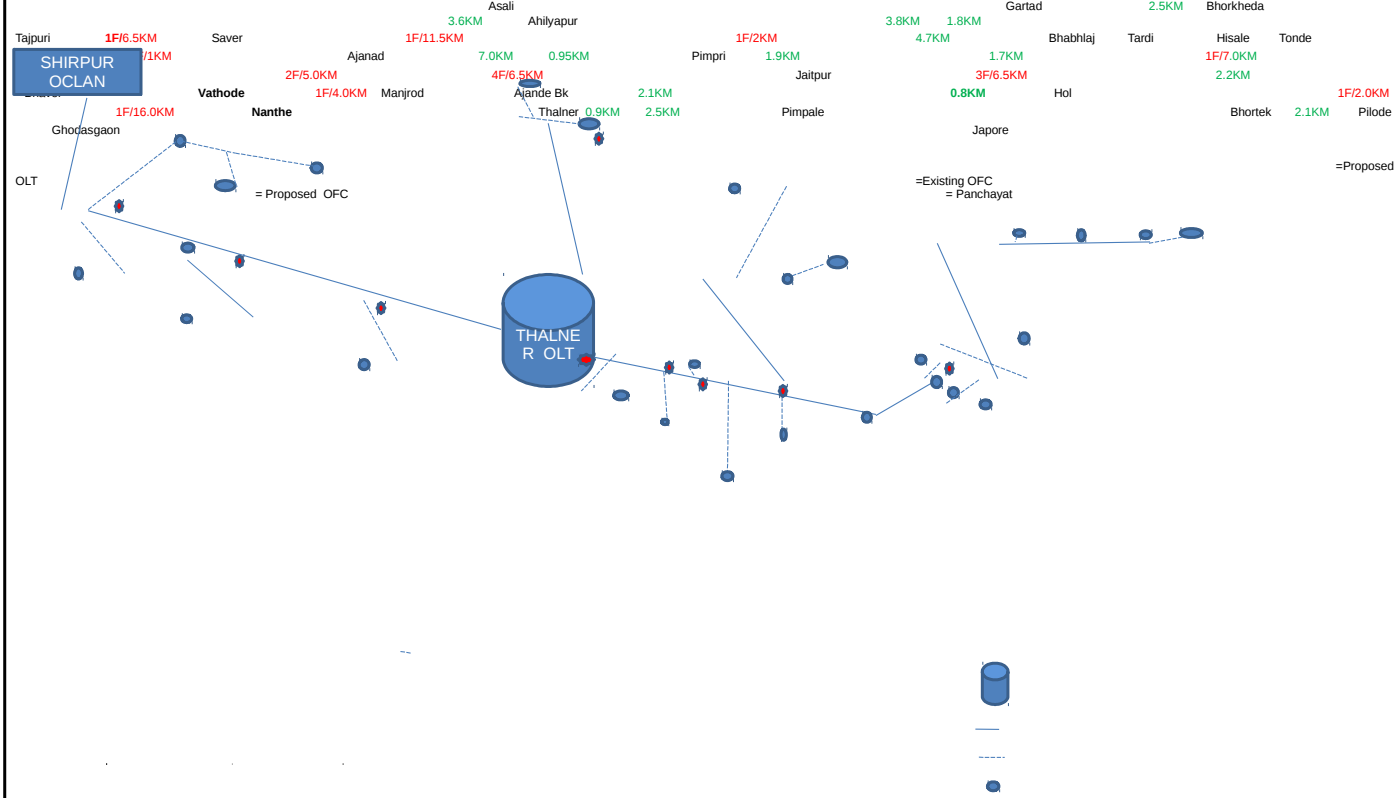 Asali Gartad 2.5KM Bhorkheda
3.6KM Ahilyapur 3.8KM 1.8KM
Tajpuri 1F/6.5KM Saver 1F/11.5KM 1F/2KM 4.7KM Bhabhlaj Tardi Hisale Tonde
/1KM Ajanad 7.0KM 0.95KM Pimpri 1.9KM 1.7KM 1F/7.0KM
SHIRPUR
OCLAN
2F/5.0KM 4F/6.5KM Jaitpur 3F/6.5KM 2.2KM
Vathode 1F/4.0KM Manjrod Ajande Bk 2.1KM 0.8KM Hol 1F/2.0KM
1F/16.0KM Nanthe Thalner 0.9KM 2.5KM Pimpale Bhortek 2.1KM Pilode
Ghodasgaon Japore
=Proposed
OLT =Existing OFC
= Proposed OFC = Panchayat
THALNE
R OLT